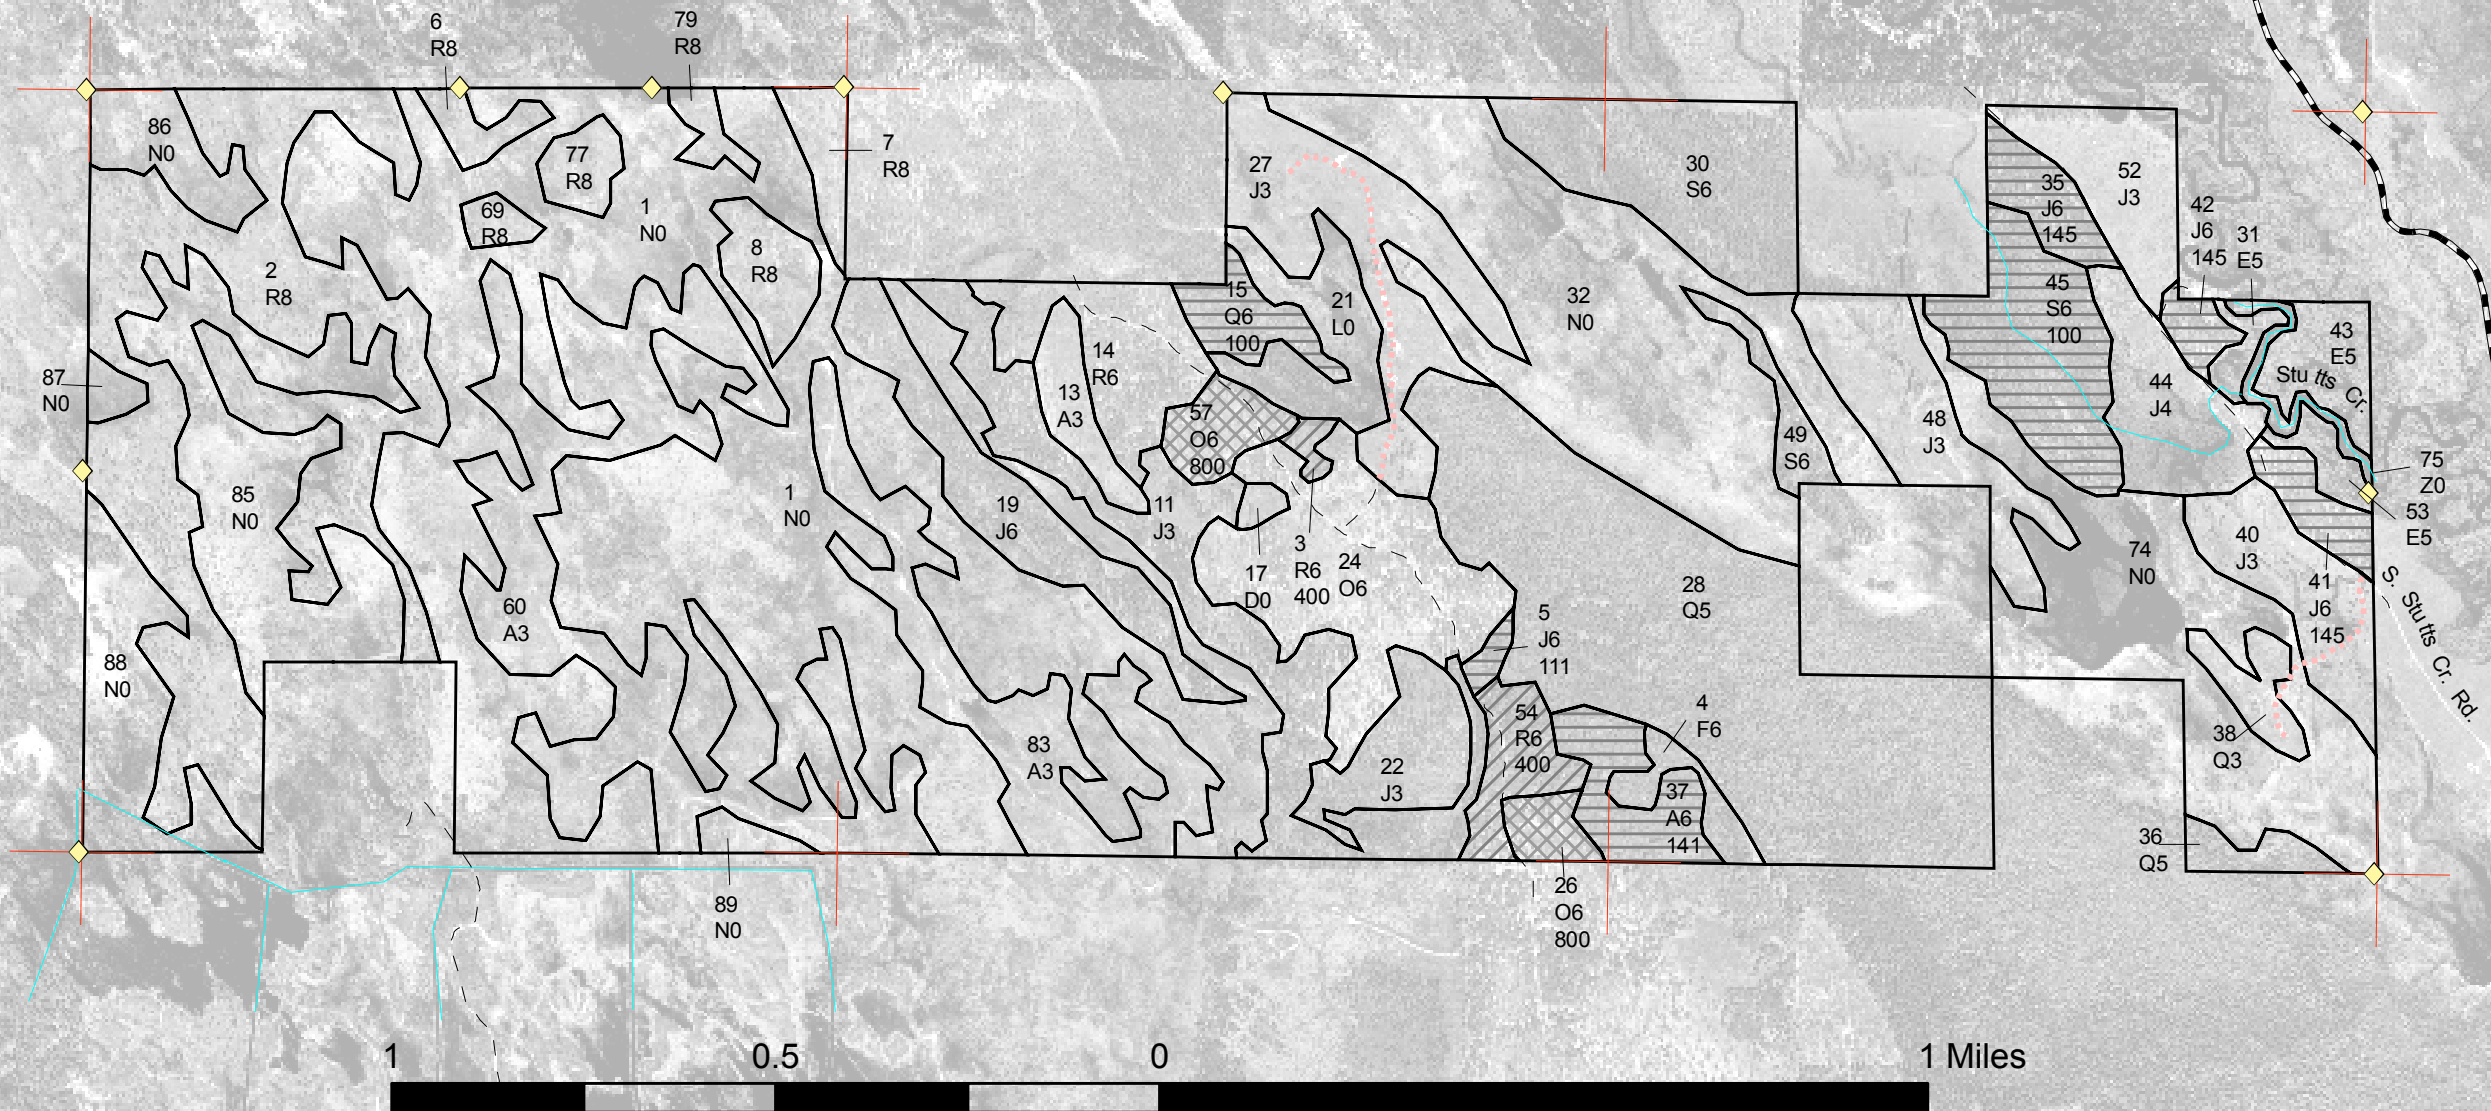 6
R8
79
R8
86
N0
77
R8
7
R8
69
R8
1
N0
8
R8
2
R8
87
N0
85
N0
88
N0
60
A3
1
N0
89
N0
83
A3
19
J6
11
J3
13
A3
14
R6
15
Q6
100
27
J3
21
L0
57
O6
800
17
D0
3
R6
400
24
O6
22
J3
5
J6
111
54
R6
400
4
F6
37
A6
141
26
O6
800
28
Q5
32
N0
30
S6
49
S6
48
J3
35
J6
145
52
J3
42
J6
145
31
E5
45
S6
100
44
J4
43
E5
Stutts Cr.
75
Z0
53
E5
40
J3
74
N0
41
J6
145
S. Stutts Cr. Rd.
38
Q3
36
Q5
1 0.5 0 1 Miles